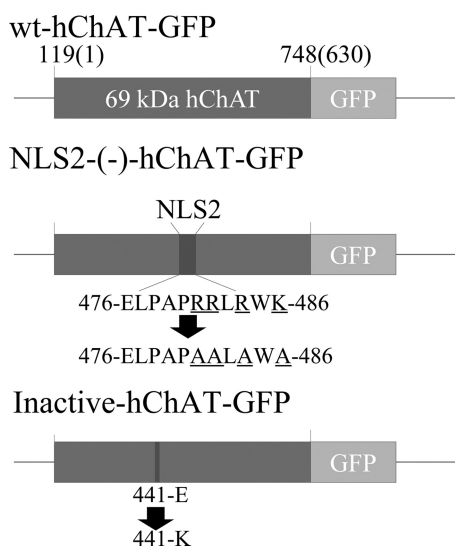 wt-hChAT-GFP
119(1) 748(630)
69 kDa hChAT GFP
NLS2-(-)-hChAT-GFP
NLS2
GFP
476-ELPAPRRLRWK-486
476-ELPAPAALAWA-486
Inactive-hChAT-GFP
GFP
441-E
441-K